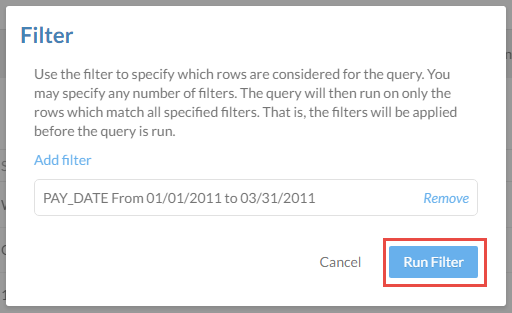 Filter
Use the filter to specify which rows are considered for the query. You
may specify any number of filters. The query will then run on only the
rows which match all specified filters. That is, the filters will be applied
before the query is run.
Add filter
PAY_DATE From 01/01/2011 to 03/31/2011 Remove
Cancel Run Filter